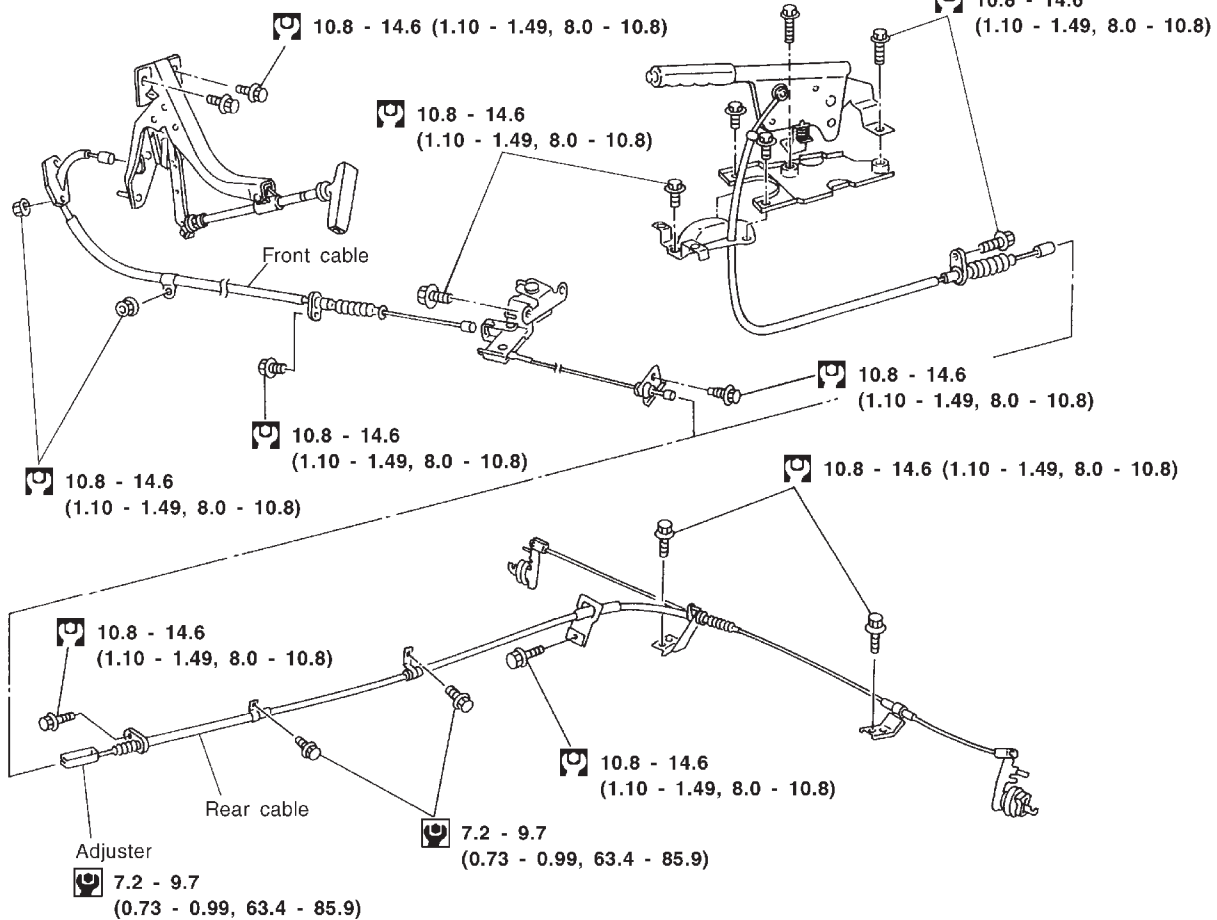 10.8 - 14.6 (1.10 - 1.49, 8.0 - 10.8)
10.8 - 14.6
(1.10 - 1.49, 8.0 - 10.8)
10.8 - 14.6
(1.10 - 1.49, 8.0 - 10.8)
Front cable
10.8 - 14.6
(1.10 - 1.49, 8.0 - 10.8)
10.8 - 14.6
(1.10 - 1.49, 8.0 - 10.8)
10.8 - 14.6
(1.10 - 1.49, 8.0 - 10.8)
10.8 - 14.6 (1.10 - 1.49, 8.0 - 10.8)
10.8 - 14.6
(1.10 - 1.49, 8.0 - 10.8)
10.8 - 14.6
(1.10 - 1.49, 8.0 - 10.8)
Rear cable
7.2 - 9.7
(0.73 - 0.99, 63.4 - 85.9)
Adjuster
7.2 - 9.7
(0.73 - 0.99, 63.4 - 85.9)